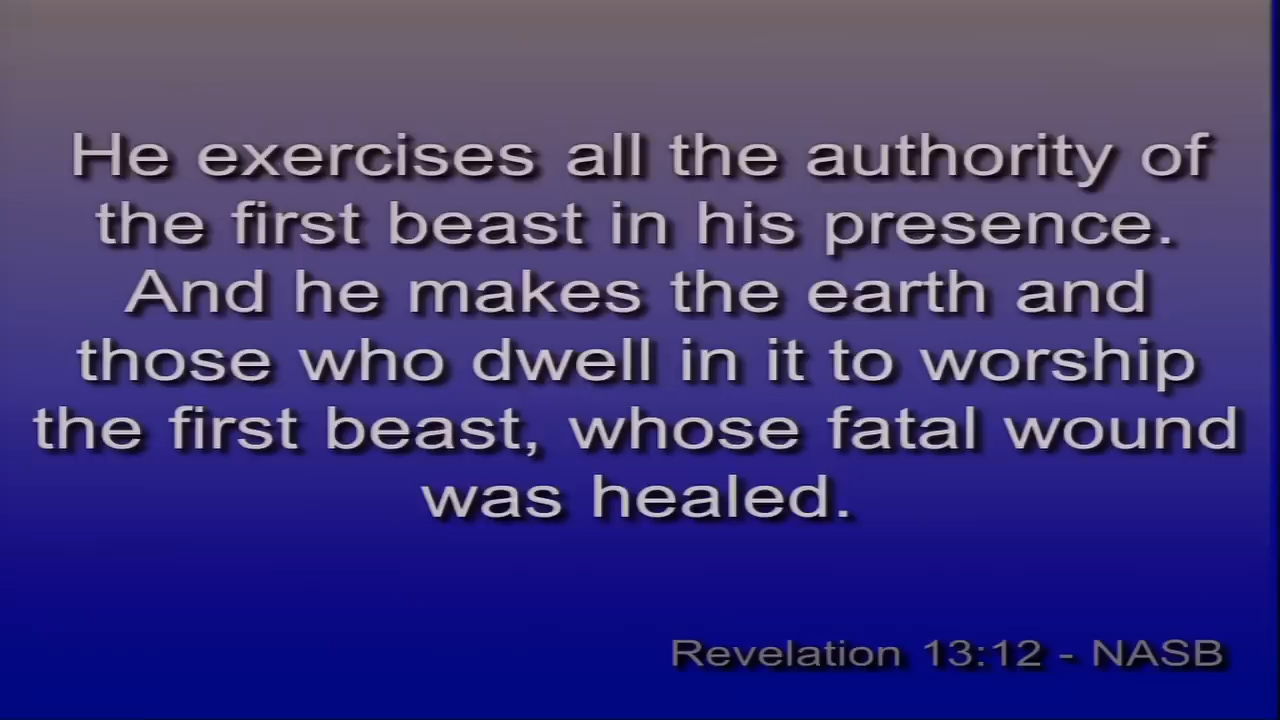 He exercises all the authority of
the first beast in his presence.
And he makes the earth and
those who dwell in it to worship
the first beast, whose fatal wound
was healed.
Revelation 13:12 - NASB